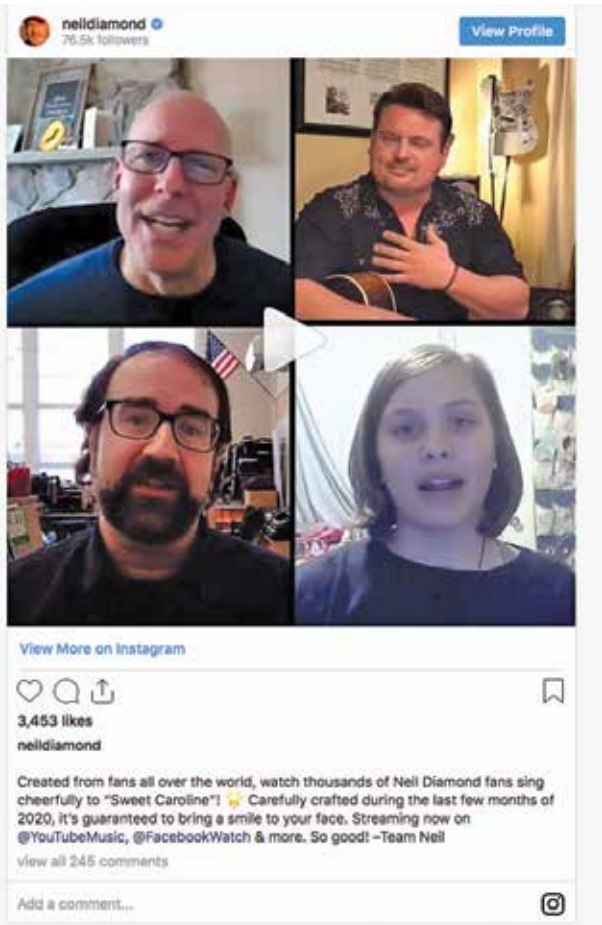 neildiamond
76.5k followers
View Profile
View More on Instagram
3,453 likes
neildiamond
Created from fans all over the world, watch thousands of Neil Diamond fans sing
cheerfully to "Sweet Caroline"! 🌟 Carefully crafted during the last few months of
2020, it's guaranteed to bring a smile to your face. Streaming now on
@YouTubeMusic, @FacebookWatch & more. So good! –Team Neil
view all 245 comments
Add a comment...